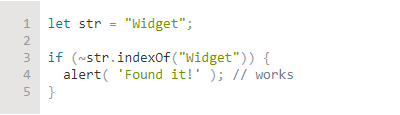 1 let str = "Widget";
2
3 if (~str.indexOf("Widget")) {
4   alert( 'Found it!' ); // works
5 }